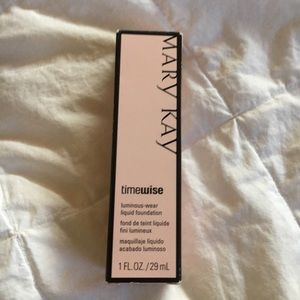 MARY KAY
timewise
luminous-wear
liquid foundation
fond de teint liquide
fini lumineux
maquillaje líquido
acabado luminoso
1 FL.OZ./29 mL